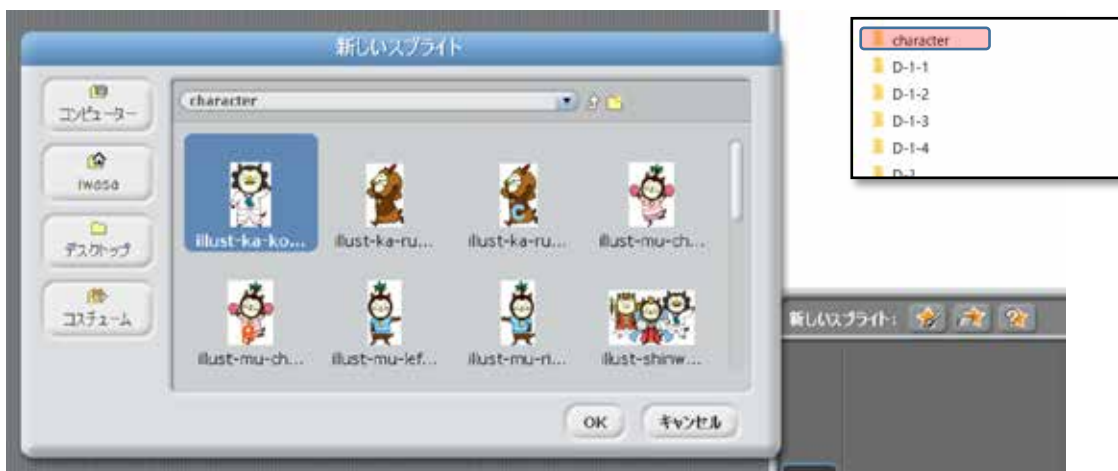 新しいスプライト
コンピューター
iwasa
デスクトップ
コスチューム
character
illust-ka-ko...
illust-ka-ru...
illust-ka-ru...
illust-mu-ch...
illust-mu-ch...
illust-mu-lef...
illust-mu-ri...
illust-shinw...
OK
キャンセル
character
D-1-1
D-1-2
D-1-3
D-1-4
新しいスプライト: